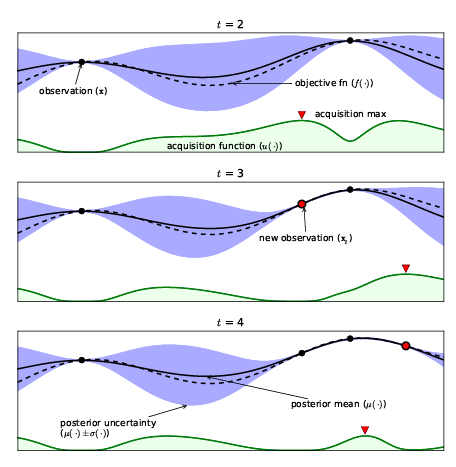 t = 2
observation (x)
objective fn (f(·))
acquisition max
acquisition function (u(·))
t = 3
new observation (xₜ)
t = 4
posterior mean (μ(·))
posterior uncertainty
(μ(·) ± σ(·))